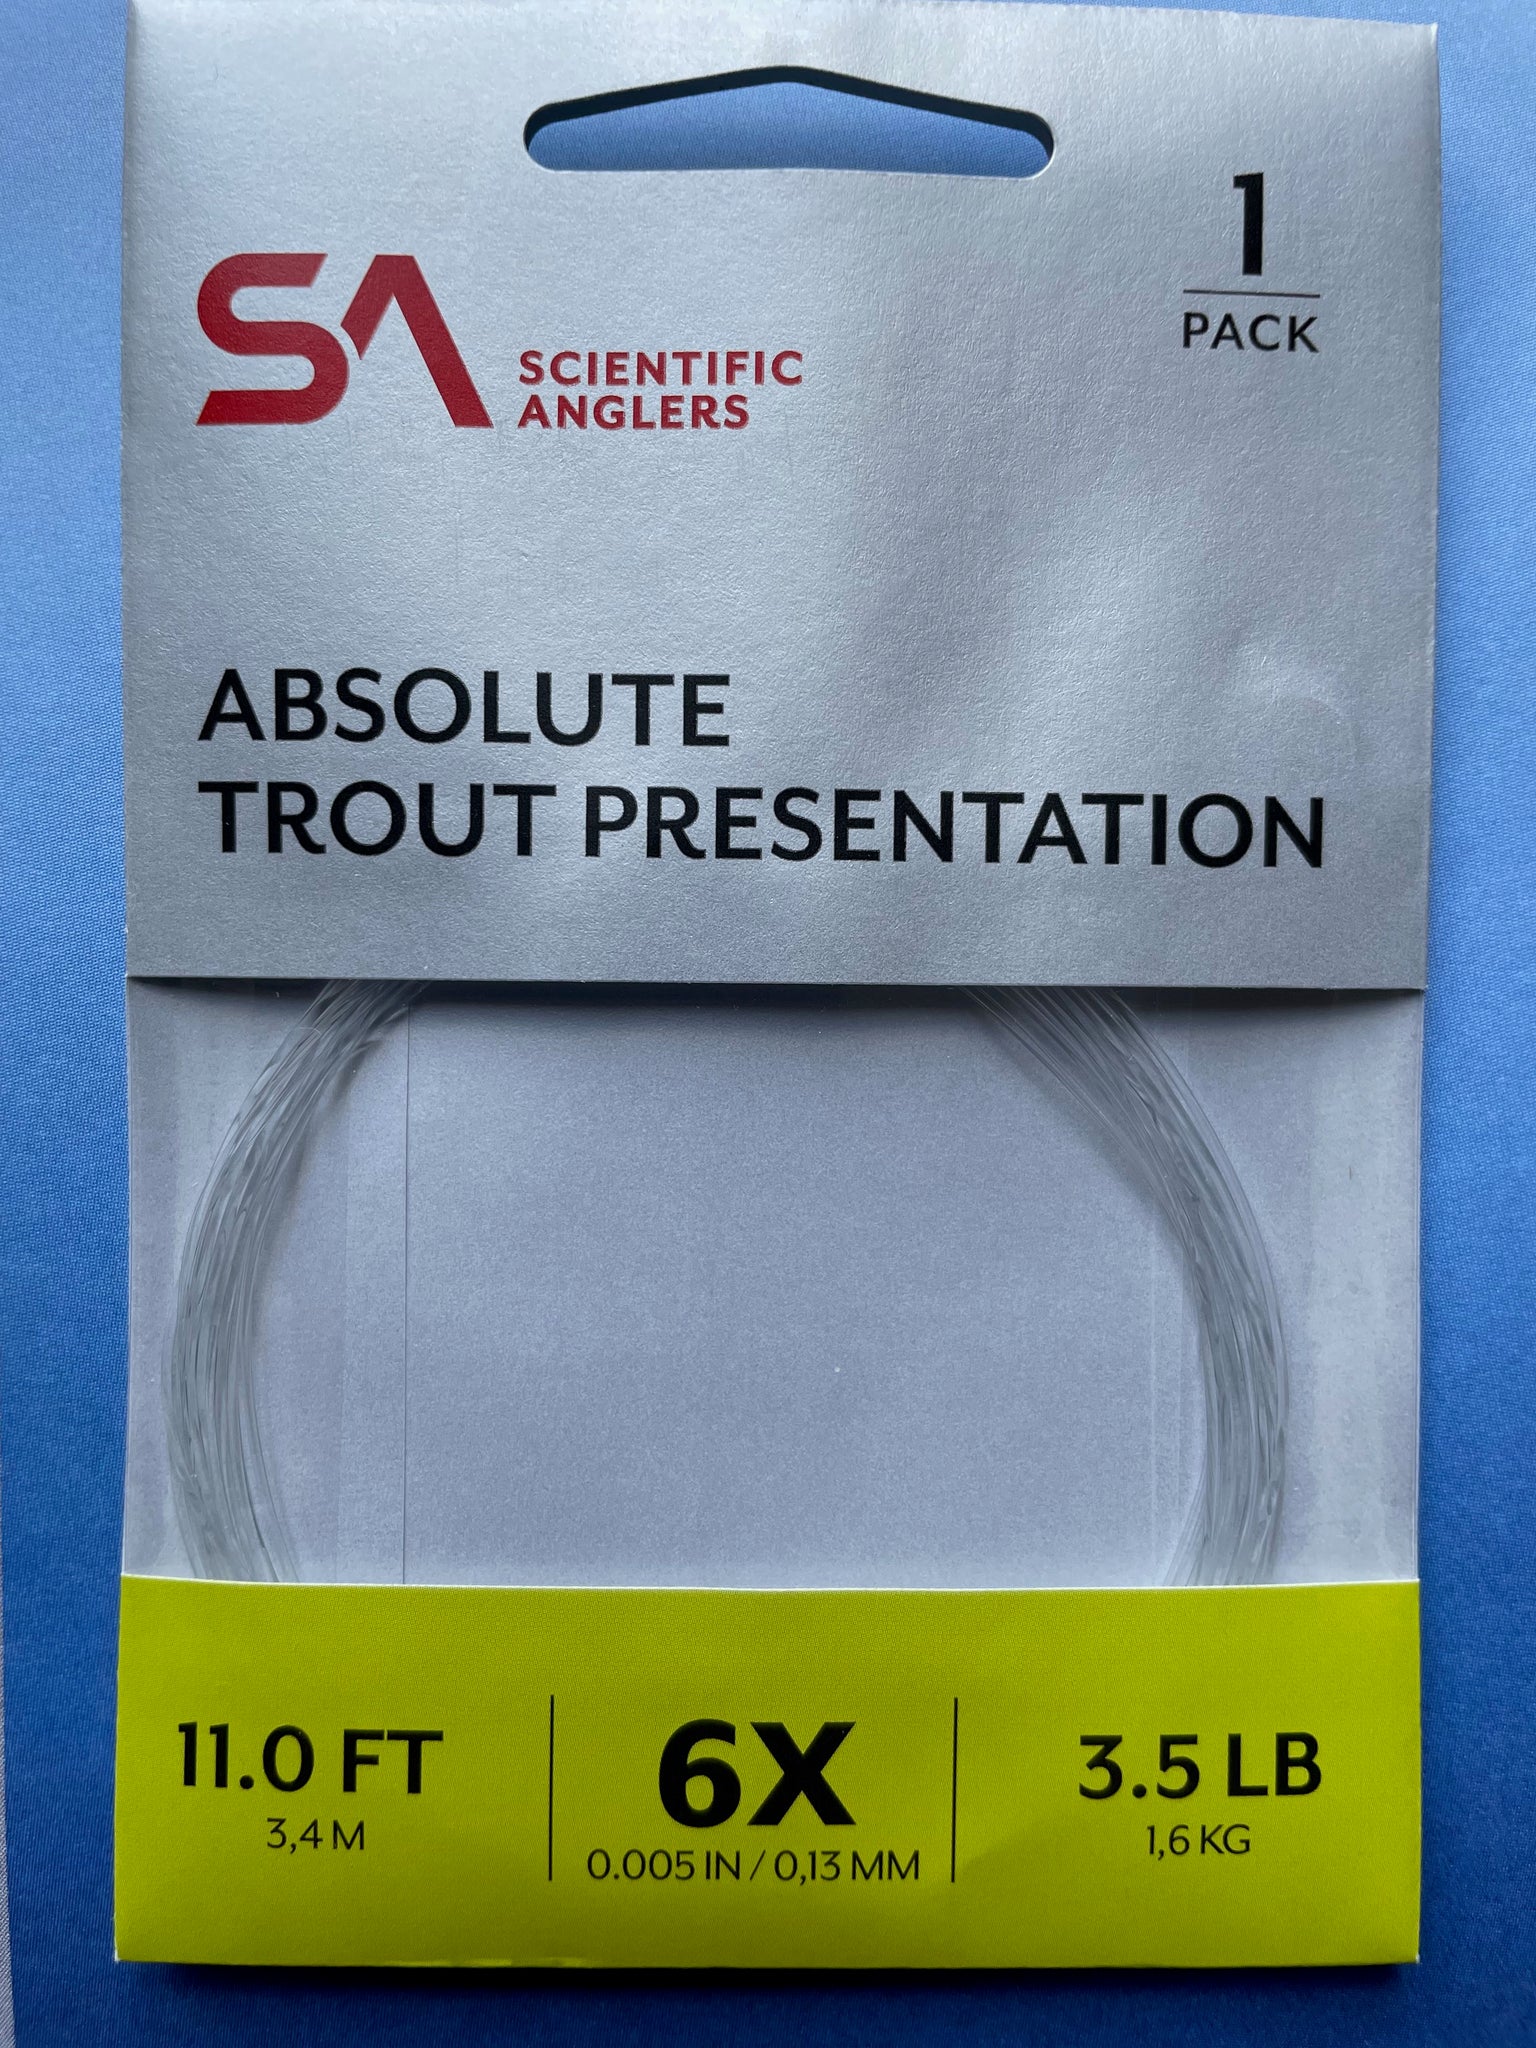 1
PACK
SA
SCIENTIFIC
ANGLERS
ABSOLUTE
TROUT PRESENTATION
11.0 FT
3,4 M
6X
0.005 IN / 0,13 MM
3.5 LB
1,6 KG